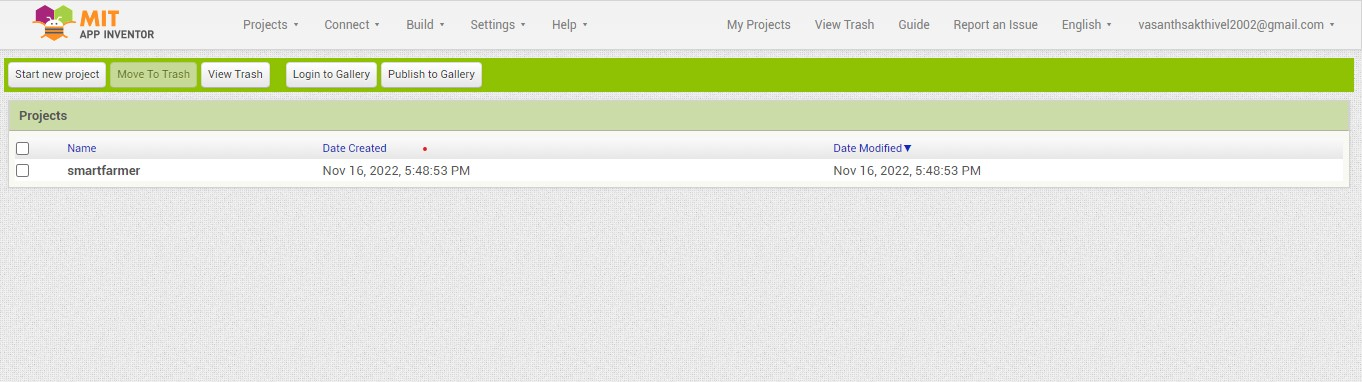 MIT
APP INVENTOR
Projects Connect Build Settings Help My Projects View Trash Guide Report an Issue English vasanthsakthivel2002@gmail.com
Start new project Move To Trash View Trash Login to Gallery Publish to Gallery
Projects
Name Date Created Date Modified
smartfarmer Nov 16, 2022, 5:48:53 PM Nov 16, 2022, 5:48:53 PM